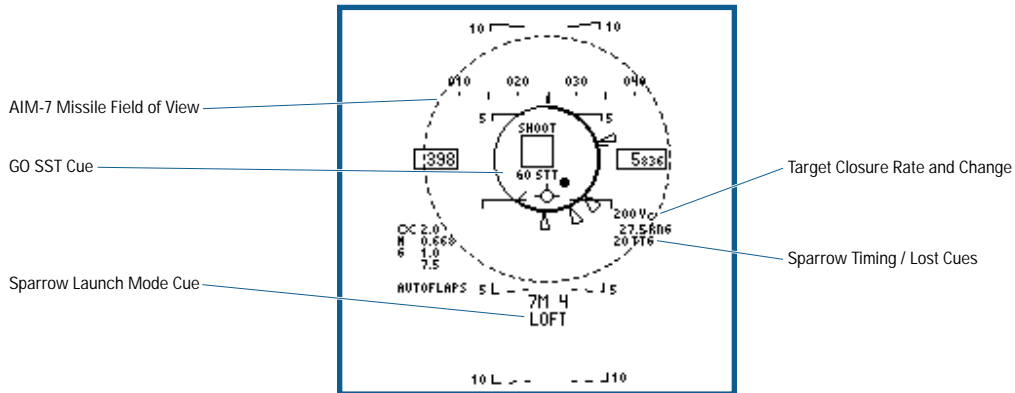 10 10
010 020 030 040
AIM-7 Missile Field of View
5 5
SHOOT
398 5836
GO SST Cue
GO STT
Target Closure Rate and Change
200 Vc
α 2.0
27.5 RNG
M 0.66
20 TTG
G 1.0
Sparrow Timing / Lost Cues
7.5
Sparrow Launch Mode Cue
AUTOFLAPS 5 5
7M 4
LOFT
10 10